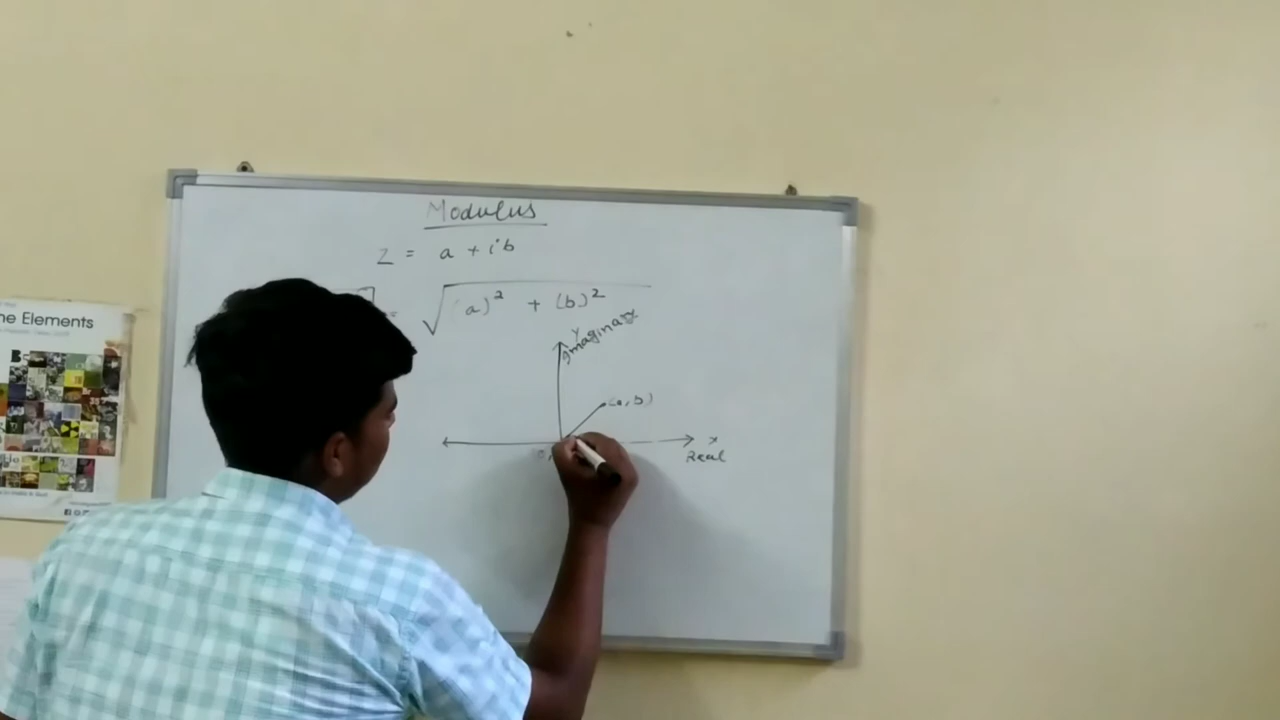 Modulus
z = a + ib
= √(a)² + (b)²
Y
Imaginary
(a, b)
X
Real
ne Elements